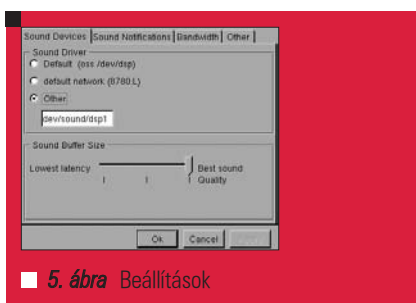 Sound Devices Sound Notifications Bandwidth Other
Sound Driver
Default (oss /dev/dsp)
default network (8780:L)
Other
dev/sound/dsp1
Sound Buffer Size
Lowest latency
Best sound
Quality
Ok Cancel
5. ábra Beállítások